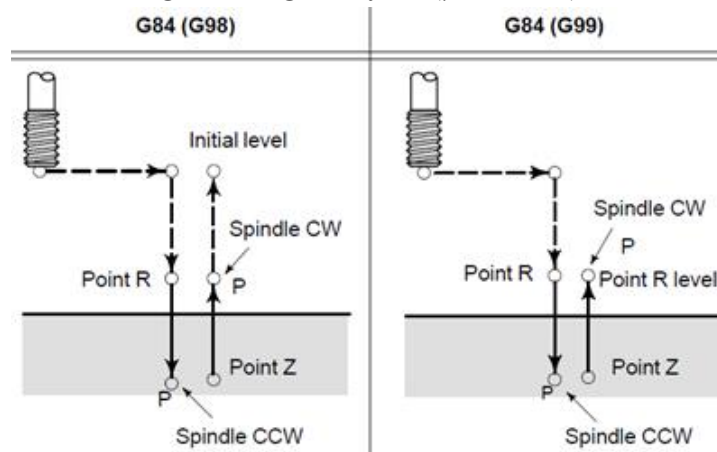 G84 (G98)
G84 (G99)
Initial level
Spindle CW
Point R
P
Point Z
P
Spindle CCW
Spindle CW
P
Point R
Point R level
Point Z
P
Spindle CCW